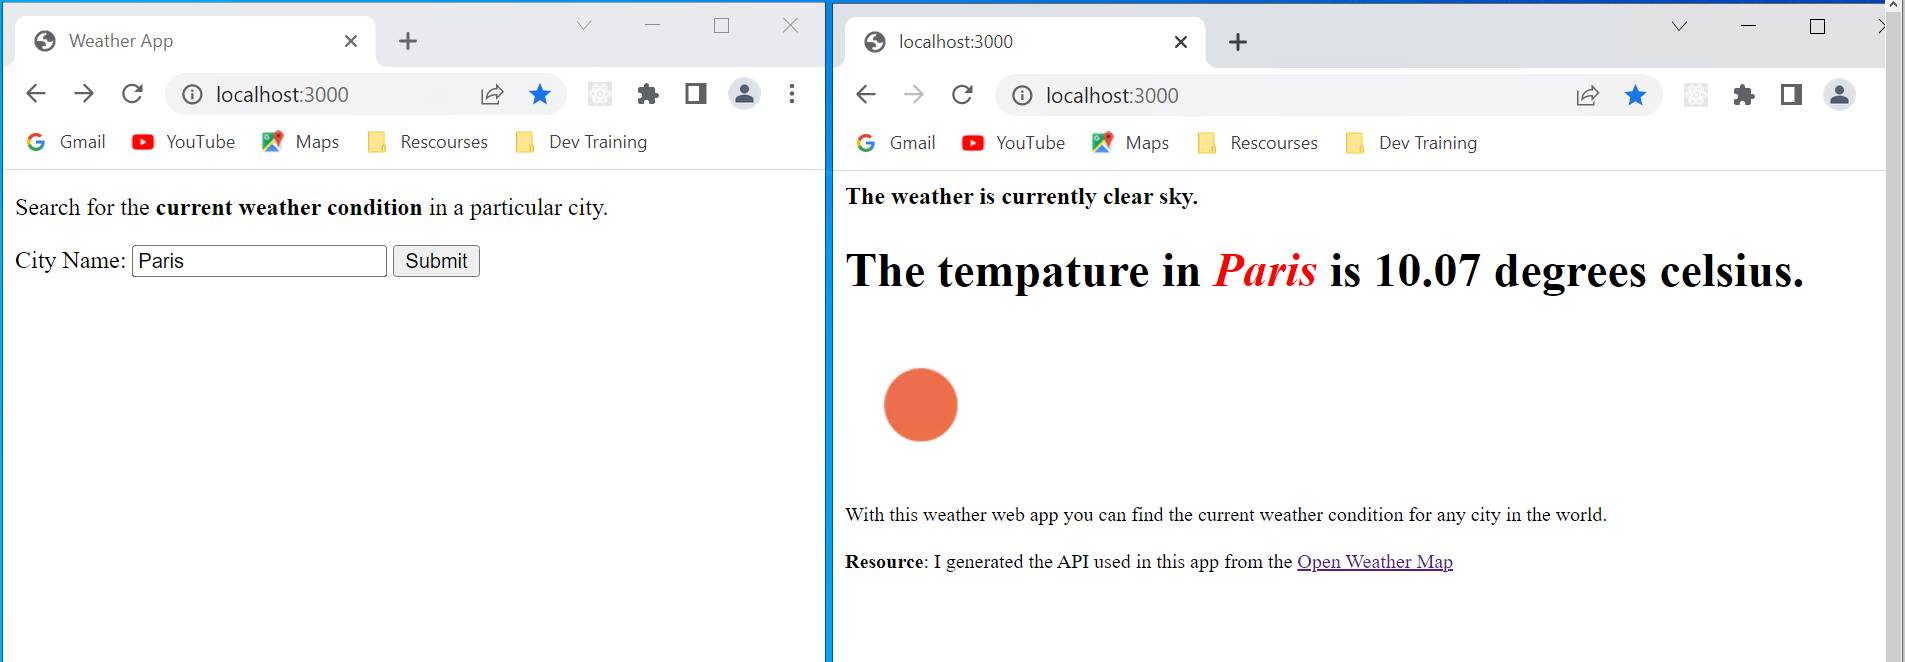 Weather App
localhost:3000
Gmail YouTube Maps Rescourses Dev Training
Search for the current weather condition in a particular city.
City Name: Paris Submit
localhost:3000
localhost:3000
Gmail YouTube Maps Rescourses Dev Training
The weather is currently clear sky.
The tempature in Paris is 10.07 degrees celsius.
With this weather web app you can find the current weather condition for any city in the world.
Resource: I generated the API used in this app from the Open Weather Map